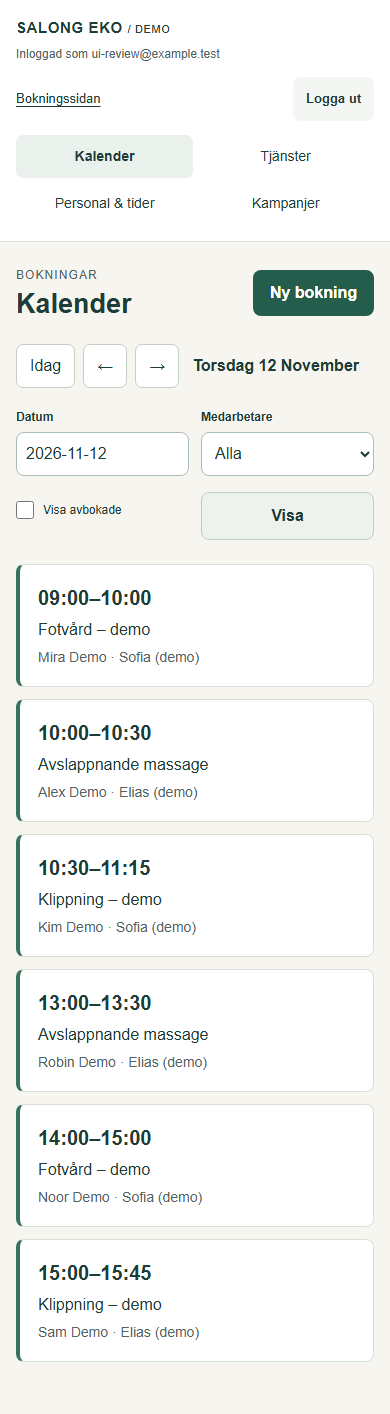 SALONG EKO / DEMO
Inloggad som ui-review@example.test
Bokningssidan
Logga ut
Kalender
Tjänster
Personal & tider
Kampanjer
BOKNINGAR
Kalender
Ny bokning
Idag ← → Torsdag 12 November
Datum
Medarbetare
2026-11-12
Alla
Visa avbokade
Visa
09:00–10:00
Fotvård – demo
Mira Demo · Sofia (demo)
10:00–10:30
Avslappnande massage
Alex Demo · Elias (demo)
10:30–11:15
Klippning – demo
Kim Demo · Sofia (demo)
13:00–13:30
Avslappnande massage
Robin Demo · Elias (demo)
14:00–15:00
Fotvård – demo
Noor Demo · Sofia (demo)
15:00–15:45
Klippning – demo
Sam Demo · Elias (demo)